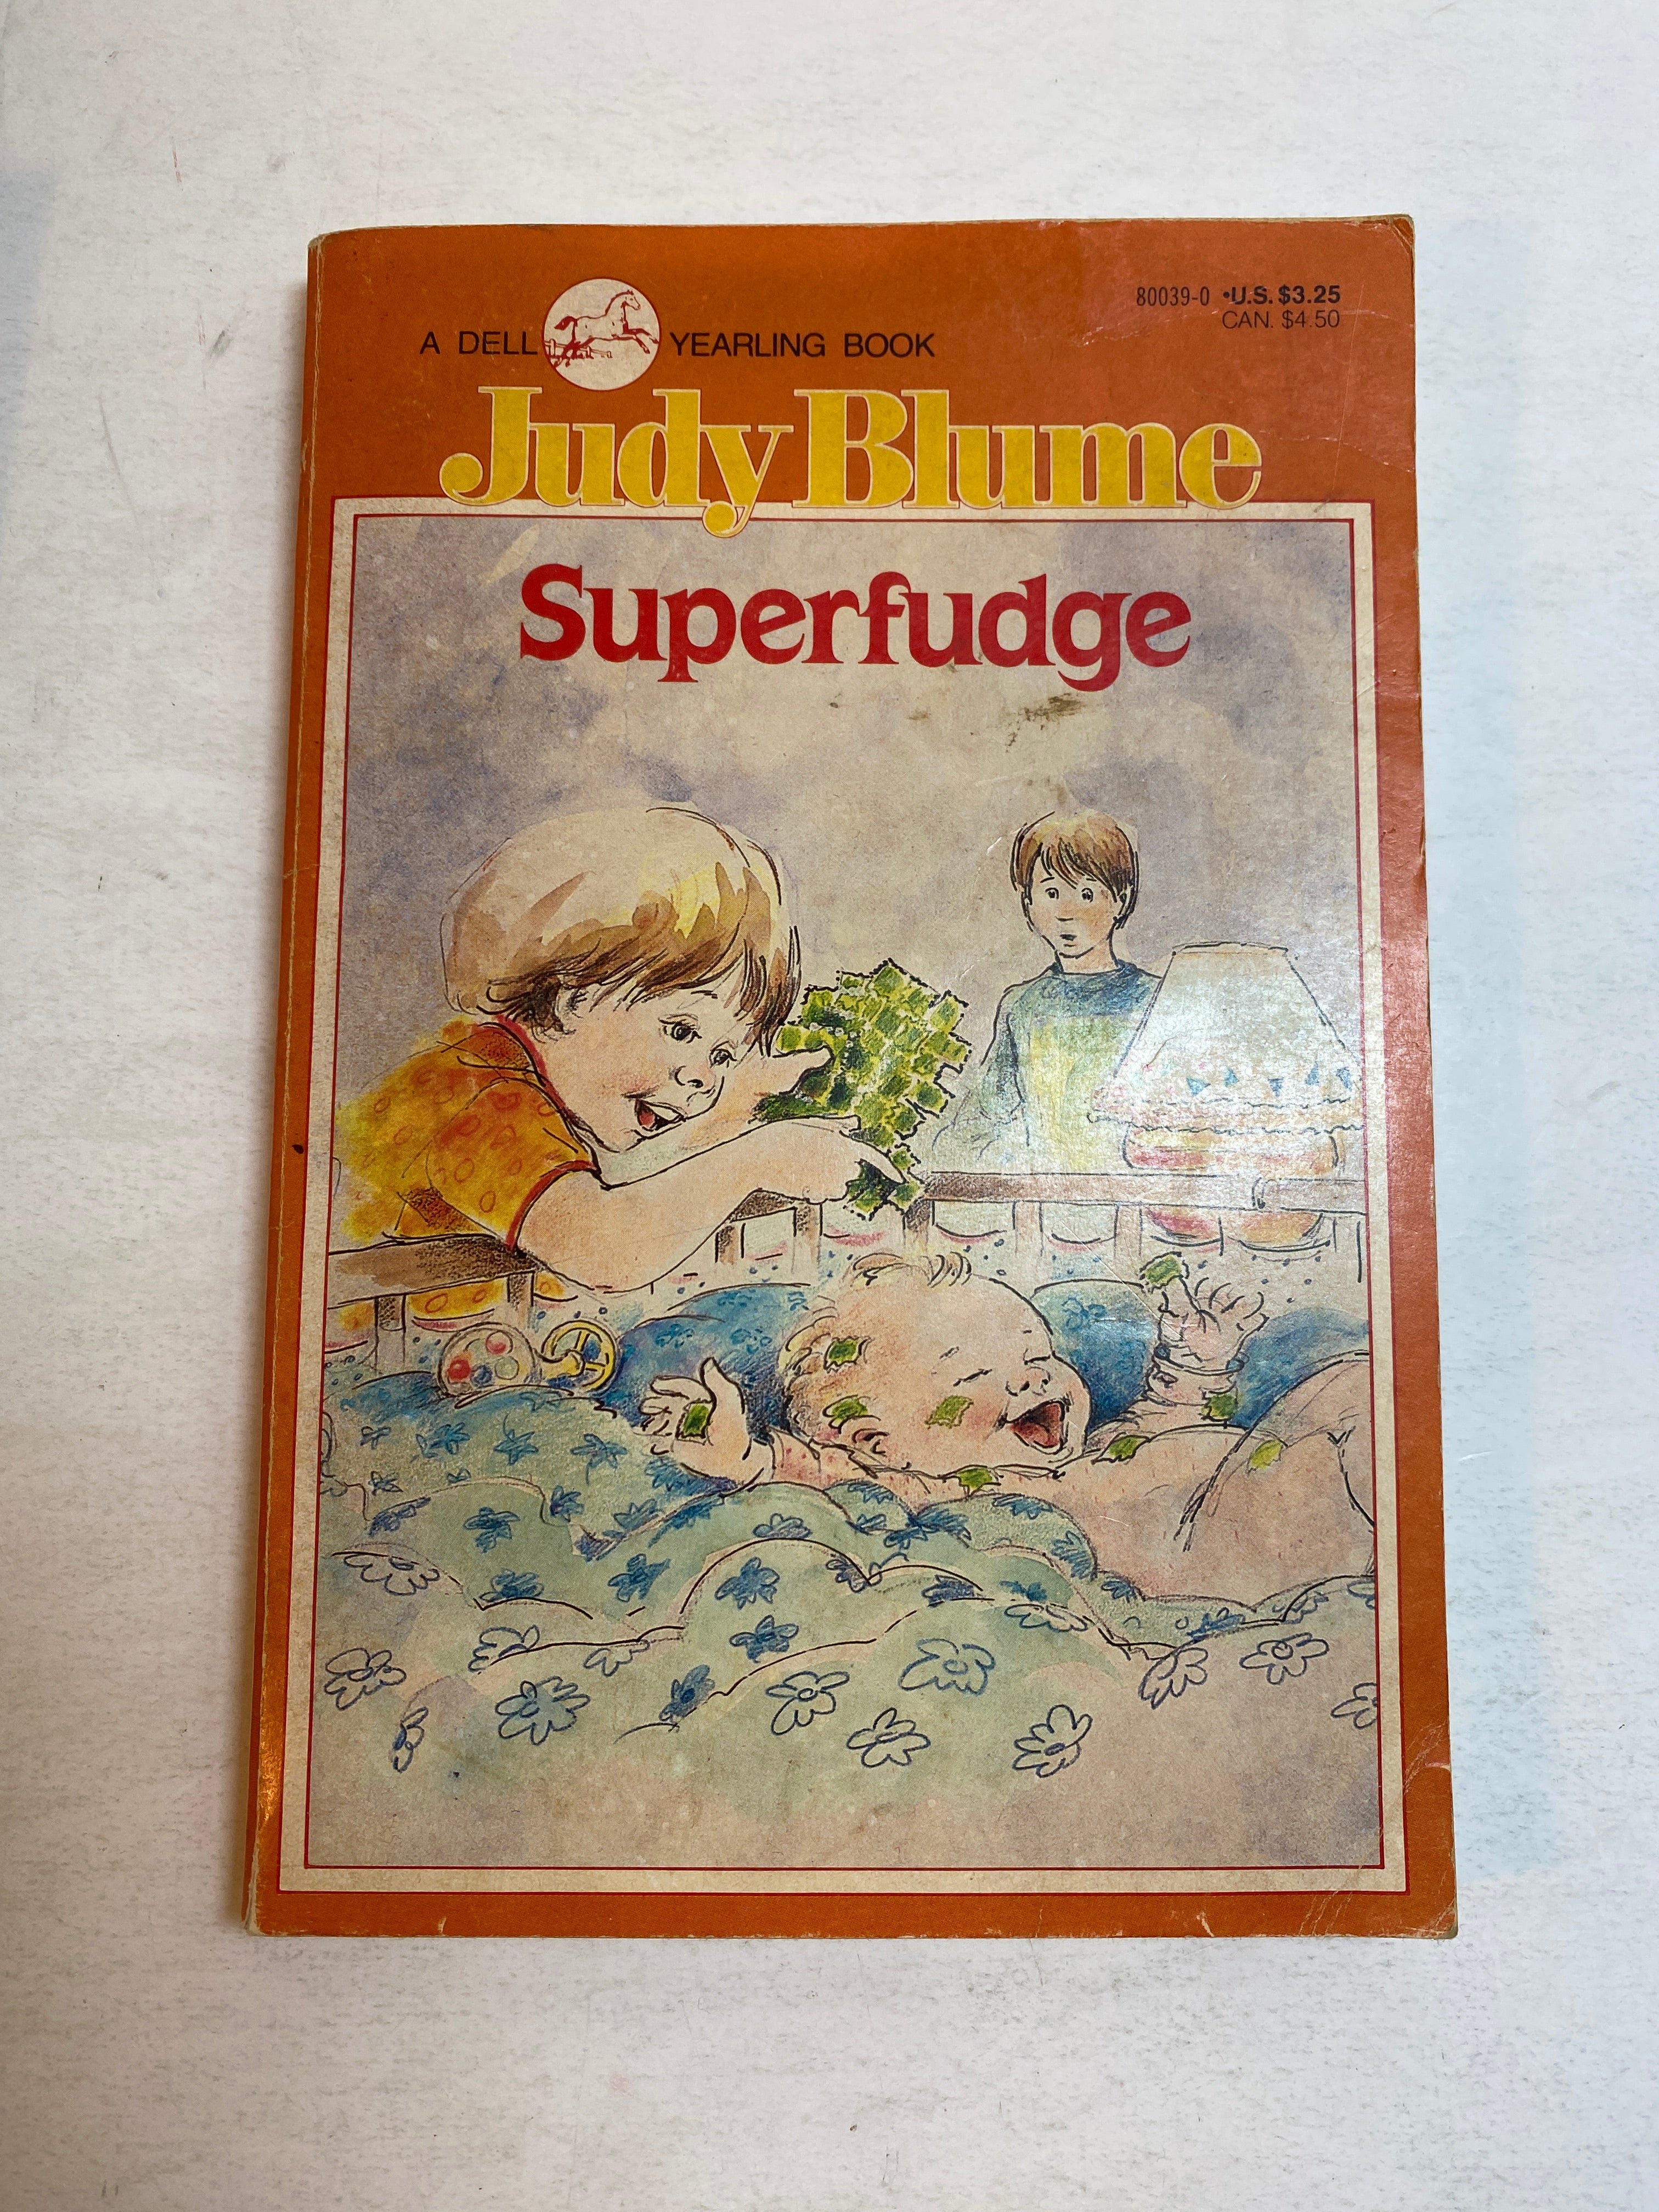 80039-0 •U.S. $3.25
CAN. $4.50
A DELL YEARLING BOOK
Judy Blume
Superfudge